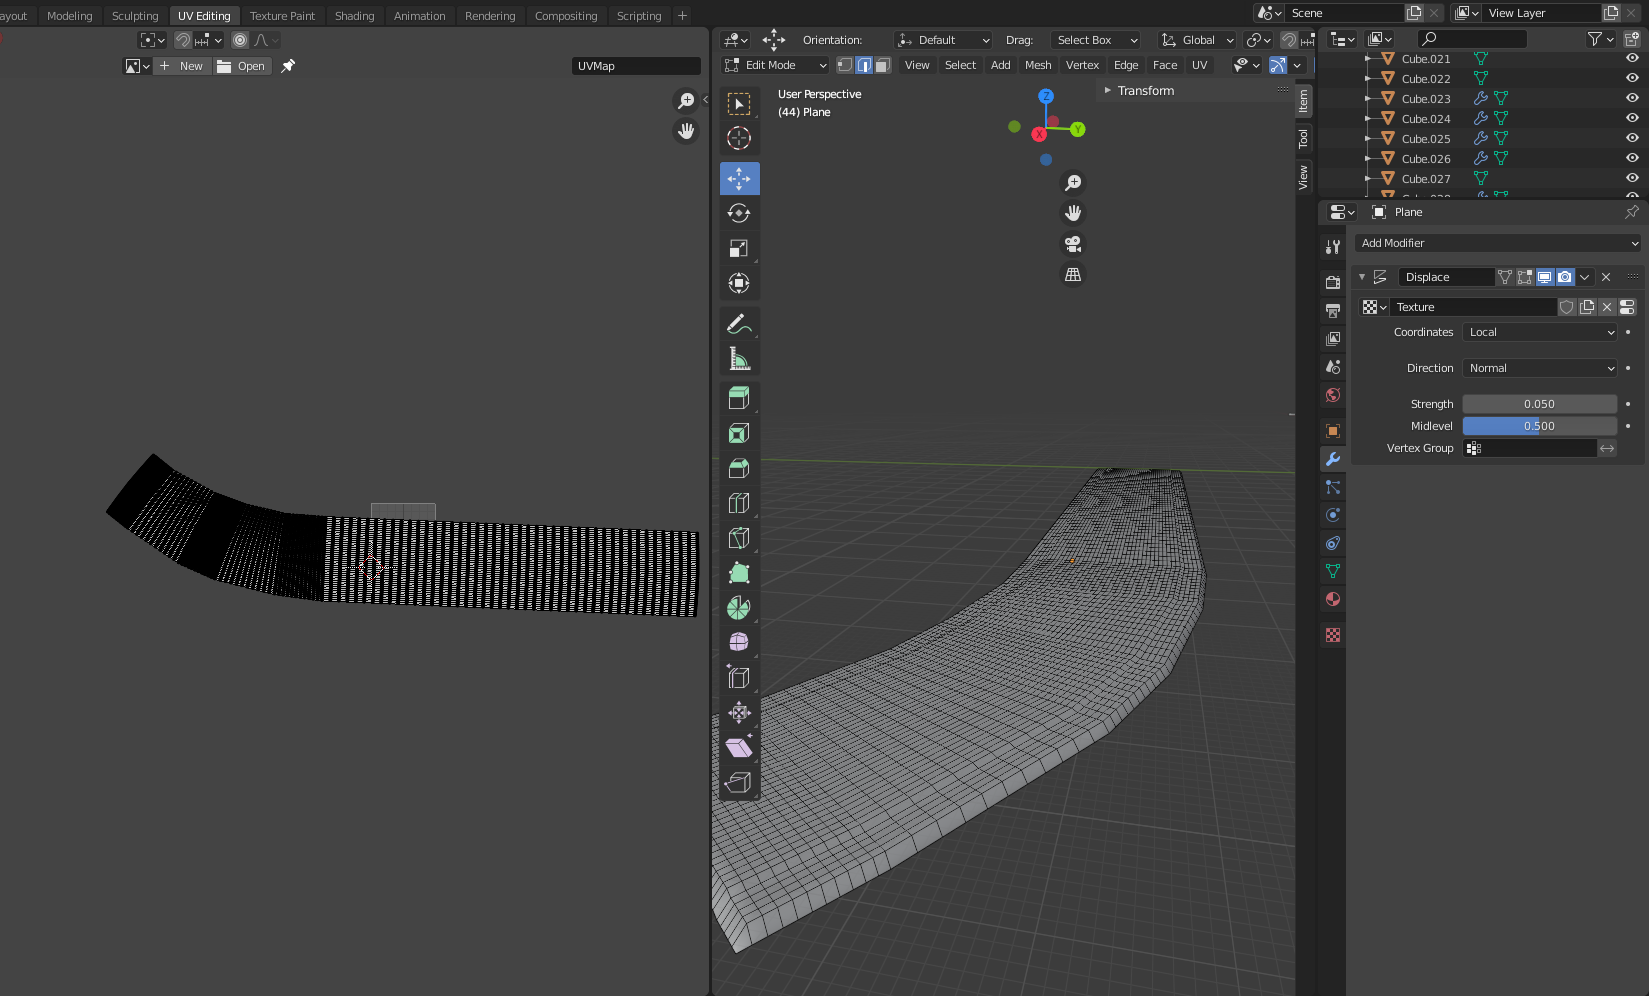 ayout Modeling Sculpting UV Editing Texture Paint Shading Animation Rendering Compositing Scripting + Scene View Layer
Orientation: Default Drag: Select Box Global
New Open UVMap
Edit Mode View Select Add Mesh Vertex Edge Face UV
User Perspective
(44) Plane
Transform
Z
Y
X
Item
Tool
View
Cube.021
Cube.022
Cube.023
Cube.024
Cube.025
Cube.026
Cube.027
Plane
Add Modifier
Displace
Texture
Coordinates Local
Direction Normal
Strength 0.050
Midlevel 0.500
Vertex Group